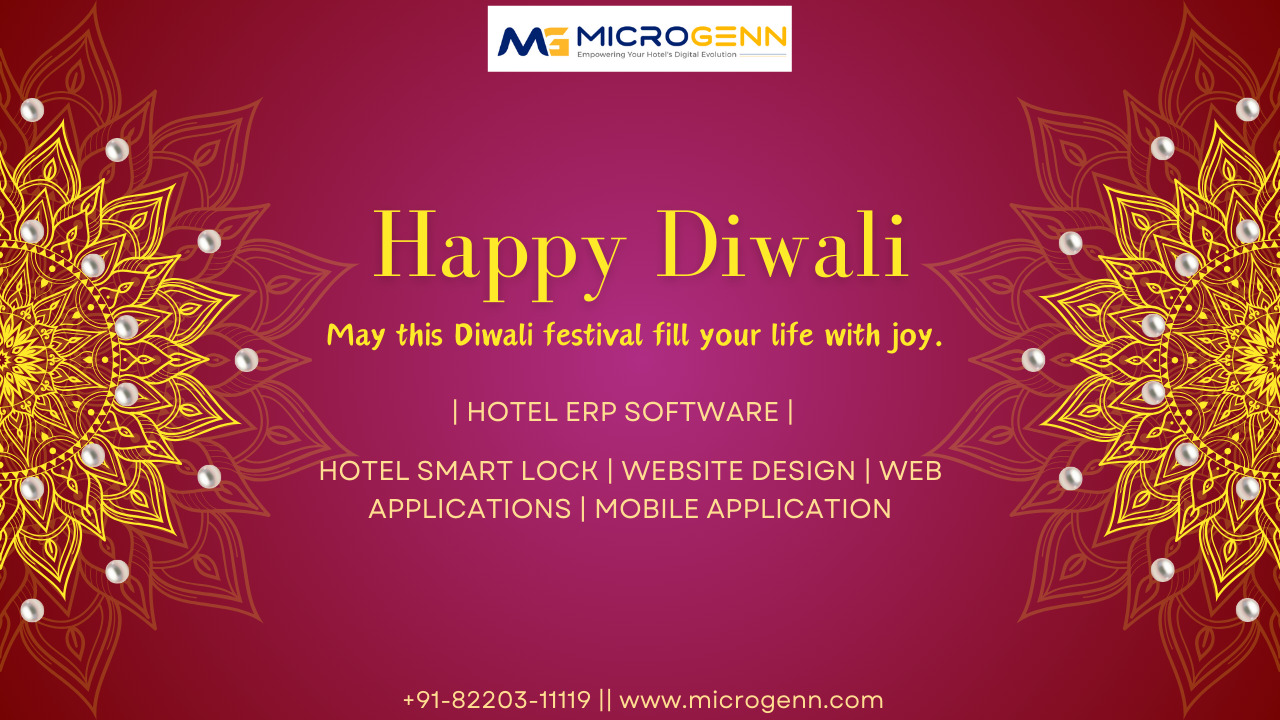 MG MICROGENN
Empowering Your Hotel's Digital Evolution
Happy Diwali
May this Diwali festival fill your life with joy.
| HOTEL ERP SOFTWARE |
HOTEL SMART LOCK | WEBSITE DESIGN | WEB
APPLICATIONS | MOBILE APPLICATION
+91-82203-11119 || www.microgenn.com